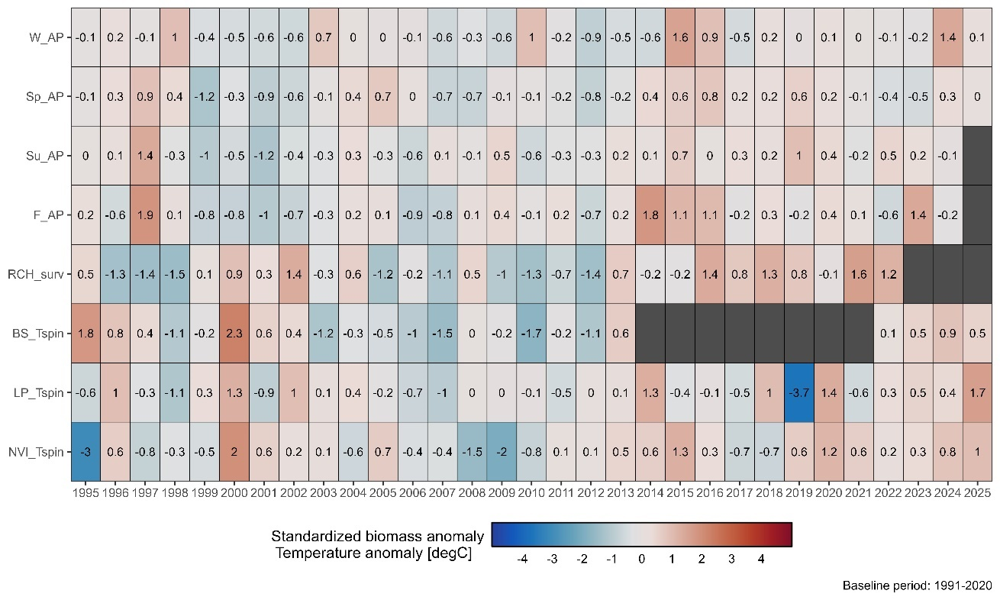 W_AP -0.1 0.2 -0.1 1 -0.4 -0.5 -0.6 -0.6 0.7 0 0 -0.1 -0.6 -0.3 -0.6 1 -0.2 -0.9 -0.5 -0.6 1.6 0.9 -0.5 0.2 0 0.1 0 -0.1 -0.2 1.4 0.1
Sp_AP -0.1 0.3 0.9 0.4 -1.2 -0.3 -0.9 -0.6 -0.1 0.4 0.7 0 -0.7 -0.7 -0.1 -0.1 -0.2 -0.8 -0.2 0.4 0.6 0.8 0.2 0.2 0.6 0.2 -0.1 -0.4 -0.5 0.3 0
Su_AP 0 0.1 1.4 -0.3 -1 -0.5 -1.2 -0.4 -0.3 0.3 -0.3 -0.6 0.1 -0.1 0.5 -0.6 -0.3 -0.3 0.2 0.1 0.7 0 0.3 0.2 1 0.4 -0.2 0.5 0.2 -0.1
F_AP 0.2 -0.6 1.9 0.1 -0.8 -0.8 -1 -0.7 -0.3 0.2 0.1 -0.9 -0.8 0.1 0.4 -0.1 0.2 -0.7 0.2 1.8 1.1 1.1 -0.2 0.3 -0.2 0.4 0.1 -0.6 1.4 -0.2
RCH_surv 0.5 -1.3 -1.4 -1.5 0.1 0.9 0.3 1.4 -0.3 0.6 -1.2 -0.2 -1.1 0.5 -1 -1.3 -0.7 -1.4 0.7 -0.2 -0.2 1.4 0.8 1.3 0.8 -0.1 1.6 1.2
BS_Tspin 1.8 0.8 0.4 -1.1 -0.2 2.3 0.6 0.4 -1.2 -0.3 -0.5 -1 -1.5 0 -0.2 -1.7 -0.2 -1.1 0.6 0.1 0.5 0.9 0.5
LP_Tspin -0.6 1 -0.3 -1.1 0.3 1.3 -0.9 1 0.1 0.4 -0.2 -0.7 -1 0 0 -0.1 -0.5 0 0.1 1.3 -0.4 -0.1 -0.5 1 -3.7 1.4 -0.6 0.3 0.5 0.4 1.7
NVI_Tspin -3 0.6 -0.8 -0.3 -0.5 2 0.6 0.2 0.1 -0.6 0.7 -0.4 -0.4 -1.5 -2 -0.8 0.1 0.1 0.5 0.6 1.3 0.3 -0.7 -0.7 0.6 1.2 0.6 0.2 0.3 0.8 1
1995 1996 1997 1998 1999 2000 2001 2002 2003 2004 2005 2006 2007 2008 2009 2010 2011 2012 2013 2014 2015 2016 2017 2018 2019 2020 2021 2022 2023 2024 2025
Standardized biomass anomaly
Temperature anomaly [degC]
-4 -3 -2 -1 0 1 2 3 4
Baseline period: 1991-2020